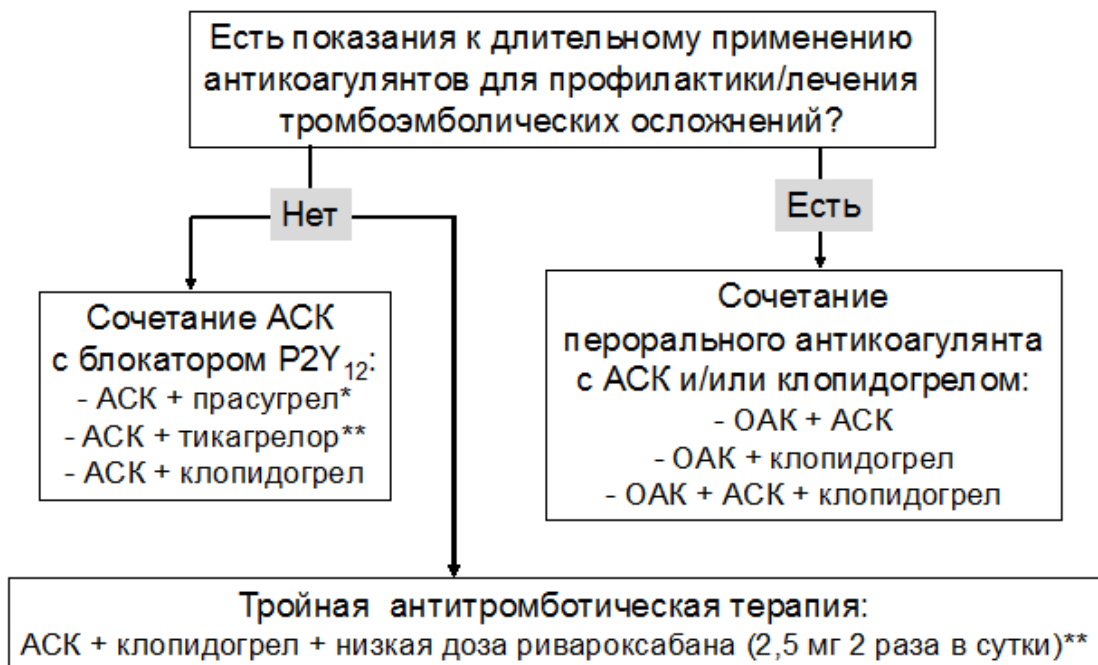 Есть показания к длительному применению
антикоагулянтов для профилактики/лечения
тромбоэмболических осложнений?
Нет
Есть
Сочетание АСК
с блокатором P2Y12:
- АСК + прасугрел*
- АСК + тикагрелор**
- АСК + клопидогрел
Сочетание
перорального антикоагулянта
с АСК и/или клопидогрелом:
- ОАК + АСК
- ОАК + клопидогрел
- ОАК + АСК + клопидогрел
Тройная антитромботическая терапия:
АСК + клопидогрел + низкая доза ривароксабана (2,5 мг 2 раза в сутки)**